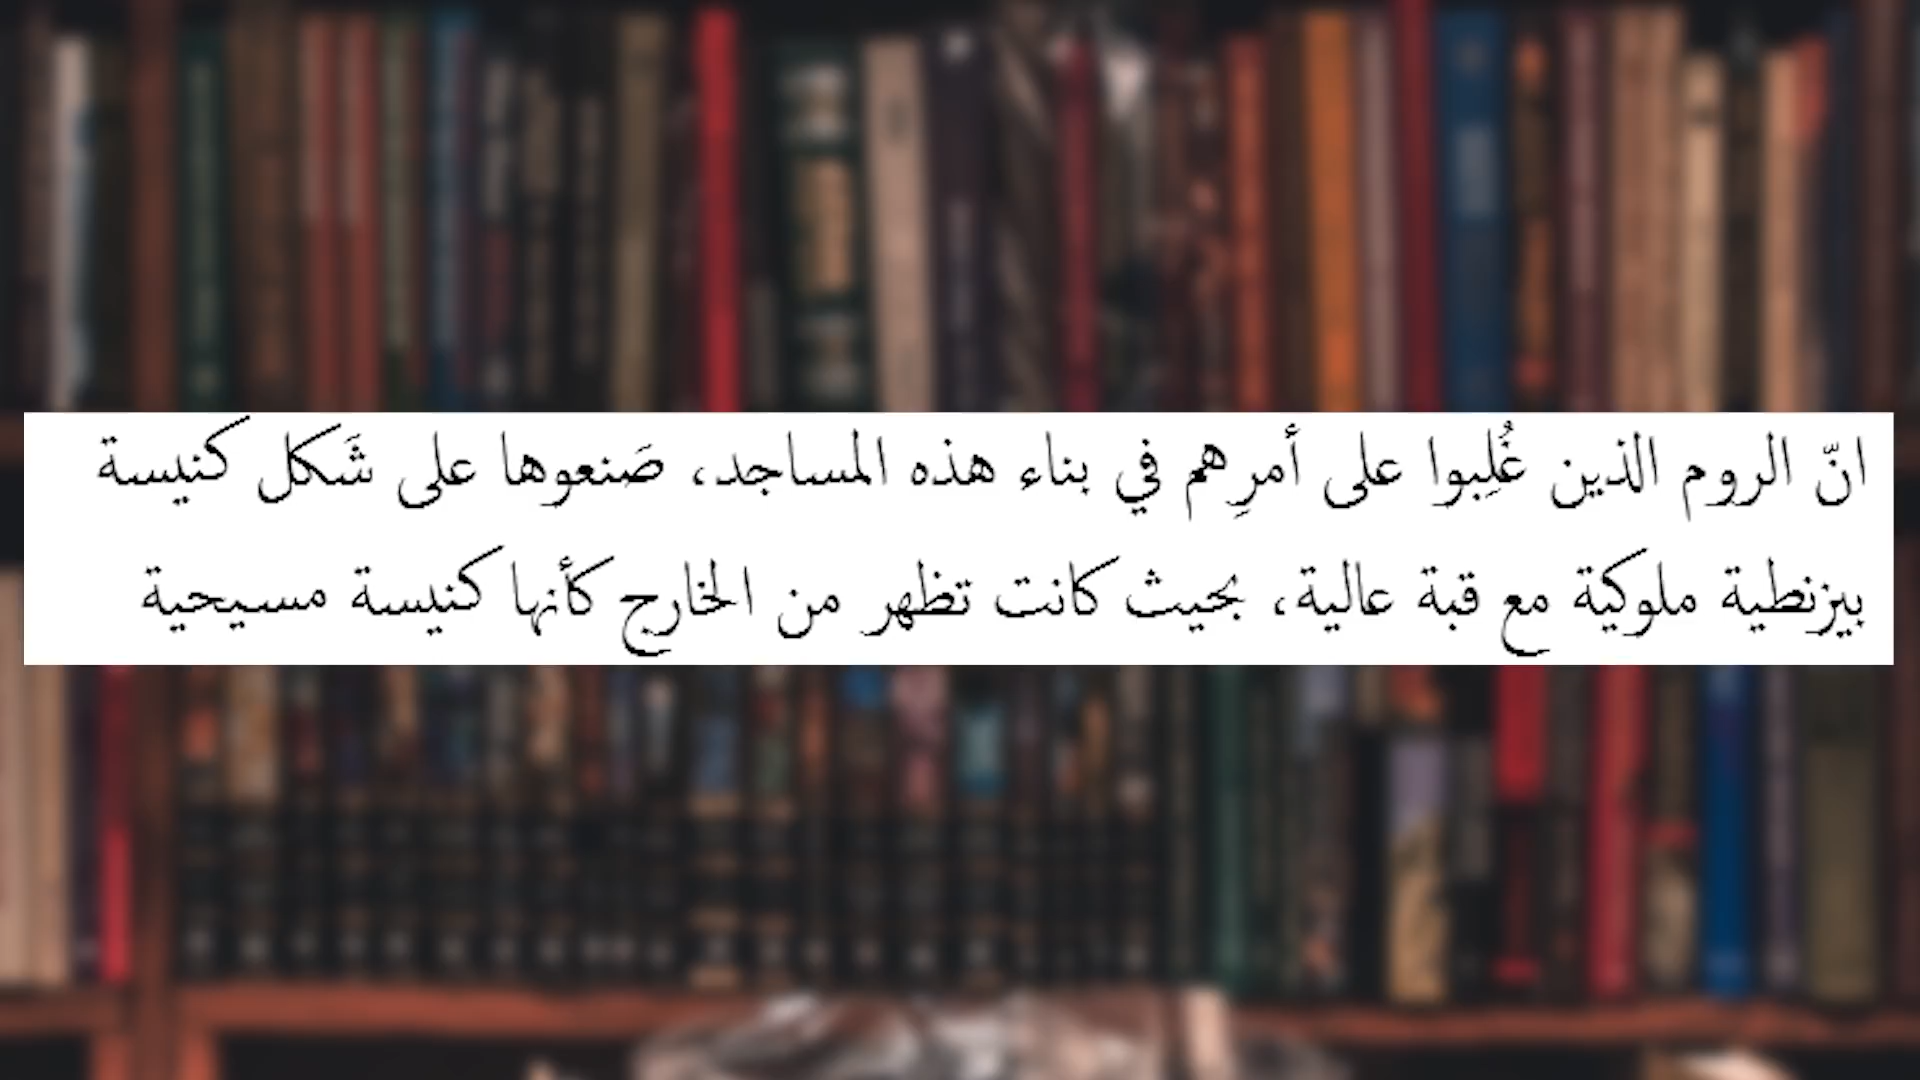 انّ الروم الذين غُلِبوا على أمرِهم في بناء هذه المساجد، صَنعوها على شَكل كنيسة
بيزنطية ملوكية مع قبة عالية، بحيث كانت تظهر من الخارج كأنها كنيسة مسيحية